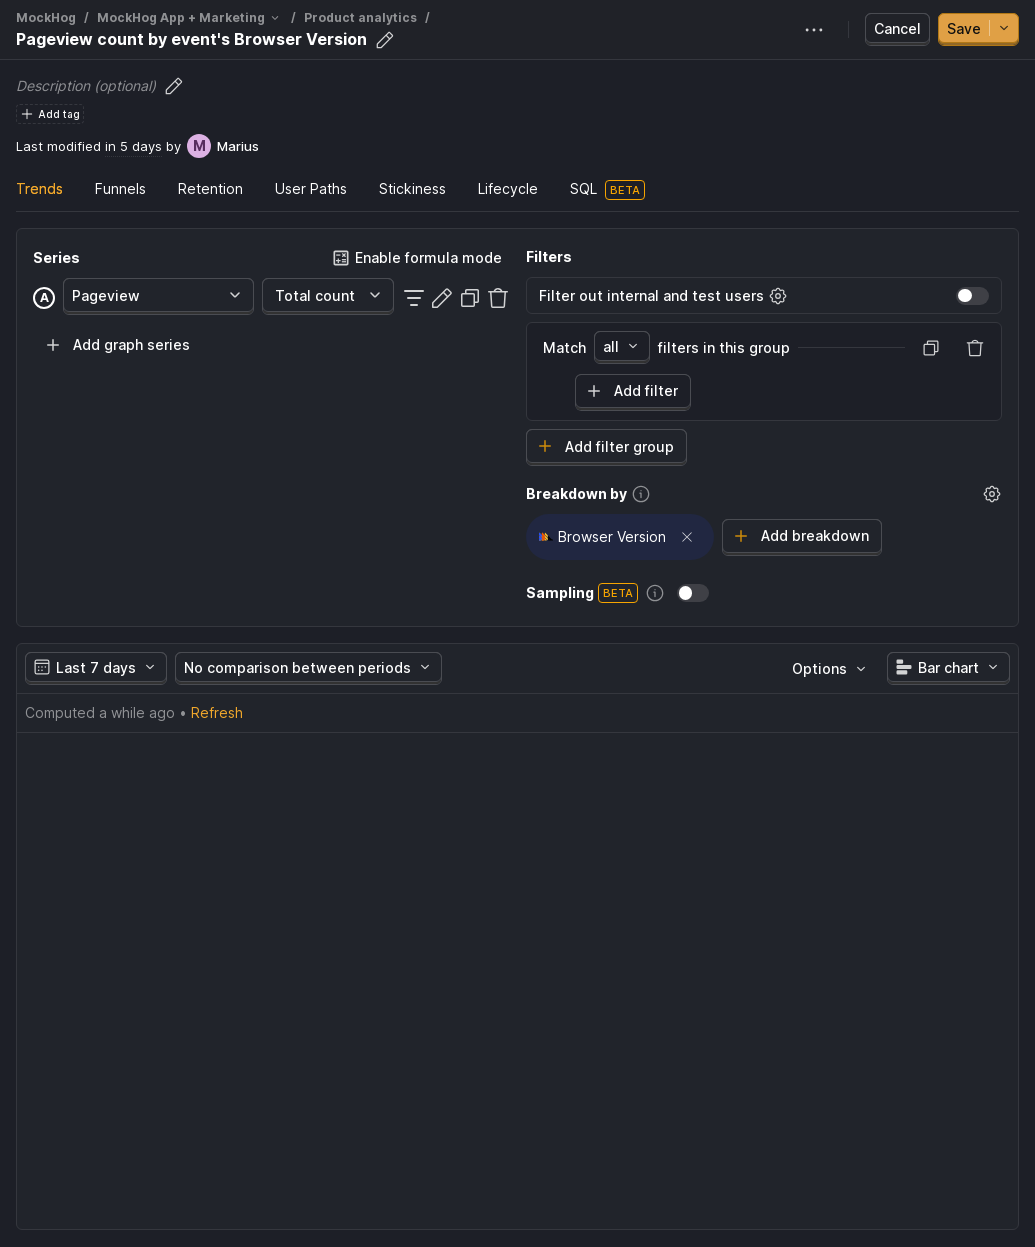 MockHog / MockHog App + Marketing / Product analytics /
Pageview count by event's Browser Version
Cancel
Save
Description (optional)
Add tag
Last modified in 5 days by M Marius
Trends Funnels Retention User Paths Stickiness Lifecycle SQL BETA
Series
Enable formula mode
A Pageview Total count
Add graph series
Filters
Filter out internal and test users
Match all filters in this group
Add filter
Add filter group
Breakdown by
Browser Version
Add breakdown
Sampling BETA
Last 7 days No comparison between periods Options Bar chart
Computed a while ago • Refresh